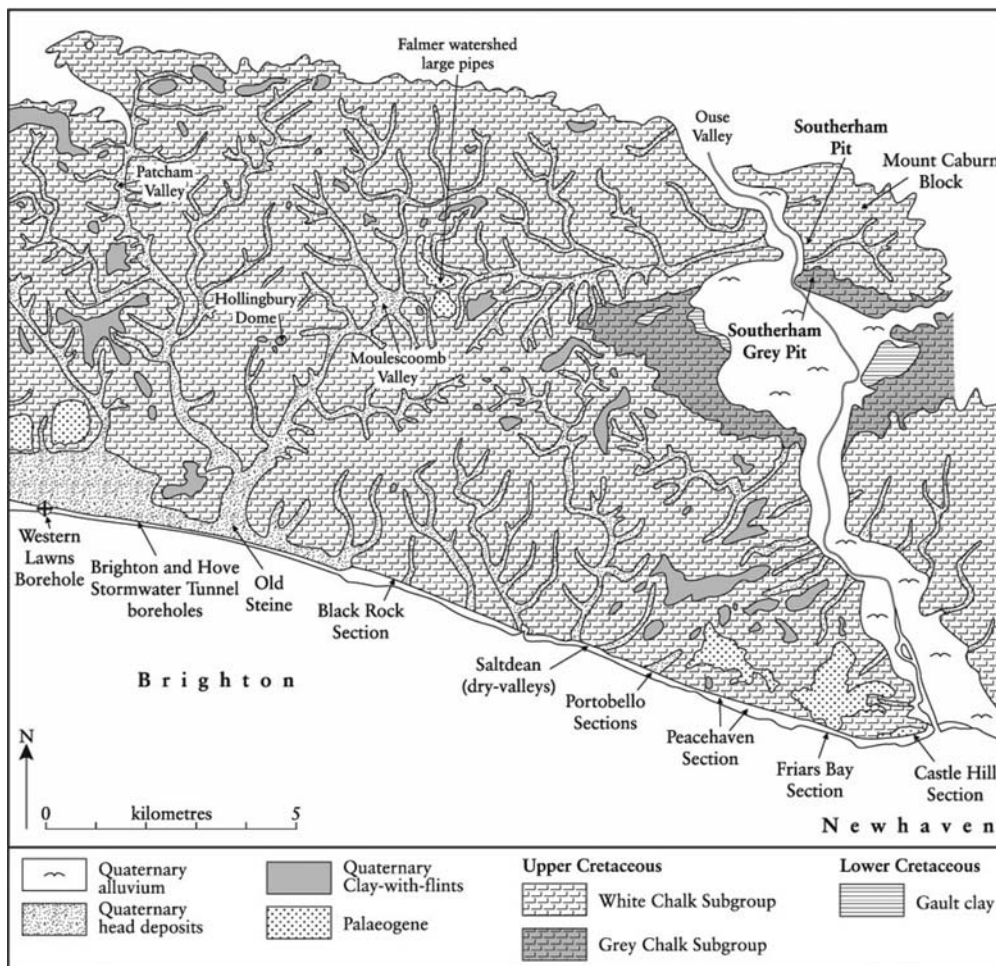 Falmer watershed
large pipes
Ouse
Valley
Southerham
Pit
Mount Caburn
Block
Patcham
Valley
Hollingbury
Dome
Moulescoomb
Valley
Southerham
Grey Pit
Western
Lawns
Borehole
Brighton and Hove
Stormwater Tunnel
boreholes
Old
Steine
Black Rock
Section
Saltdean
(dry-valleys)
Portobello
Sections
Peacehaven
Section
Friars Bay
Section
Castle Hill
Section
Brighton
Newhaven
N
0 kilometres 5
Quaternary
alluvium
Quaternary
head deposits
Quaternary
Clay-with-flints
Palaeogene
Upper Cretaceous
White Chalk Subgroup
Grey Chalk Subgroup
Lower Cretaceous
Gault clay